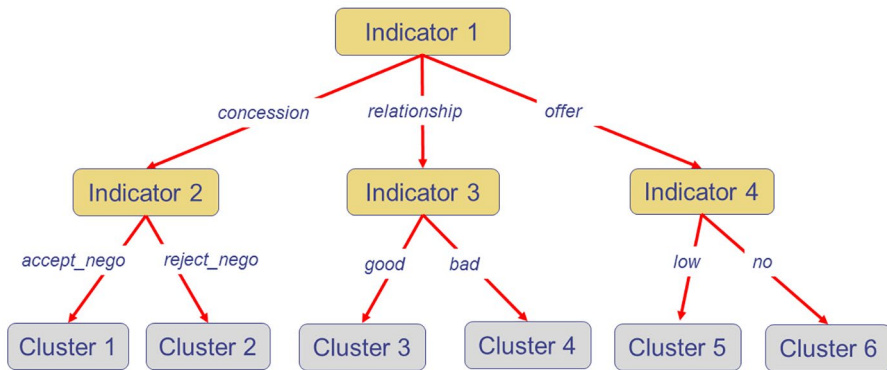 Indicator 1
concession
relationship
offer
Indicator 2
Indicator 3
Indicator 4
accept_nego
reject_nego
good
bad
low
no
Cluster 1
Cluster 2
Cluster 3
Cluster 4
Cluster 5
Cluster 6